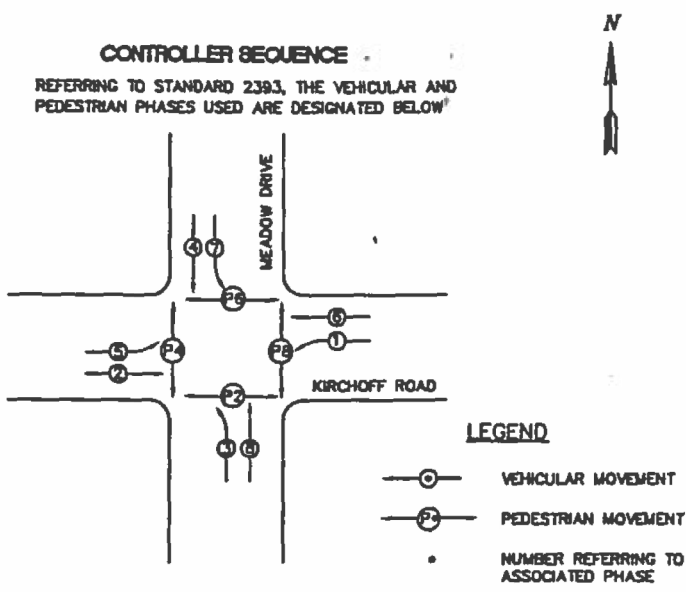 N
CONTROLLER SEQUENCE
REFERRING TO STANDARD 2393, THE VEHICULAR AND
PEDESTRIAN PHASES USED ARE DESIGNATED BELOW
MEADOW DRIVE
4 7
P6
6
5 P4 P8 1
2
P2 KIRCHOFF ROAD
3 8
LEGEND
VEHICULAR MOVEMENT
P PEDESTRIAN MOVEMENT
NUMBER REFERRING TO
ASSOCIATED PHASE